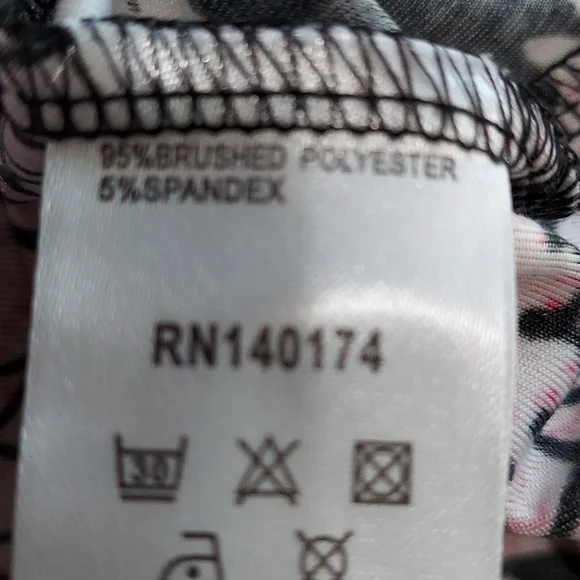 95%BRUSHED POLYESTER
5%SPANDEX
RN140174
30